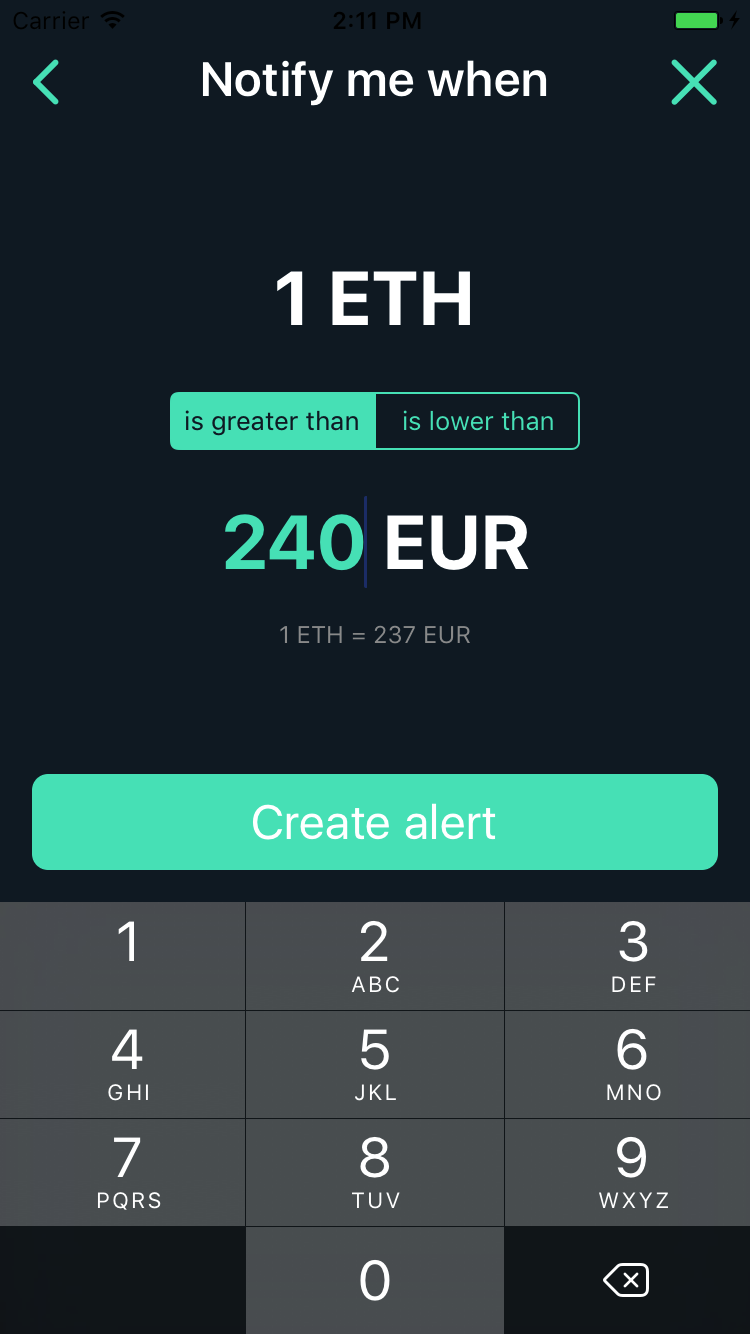 Carrier 2:11 PM
Notify me when
1 ETH
is greater than is lower than
240 EUR
1 ETH = 237 EUR
Create alert
1 2 3
ABC DEF
4 5 6
GHI JKL MNO
7 8 9
PQRS TUV WXYZ
0